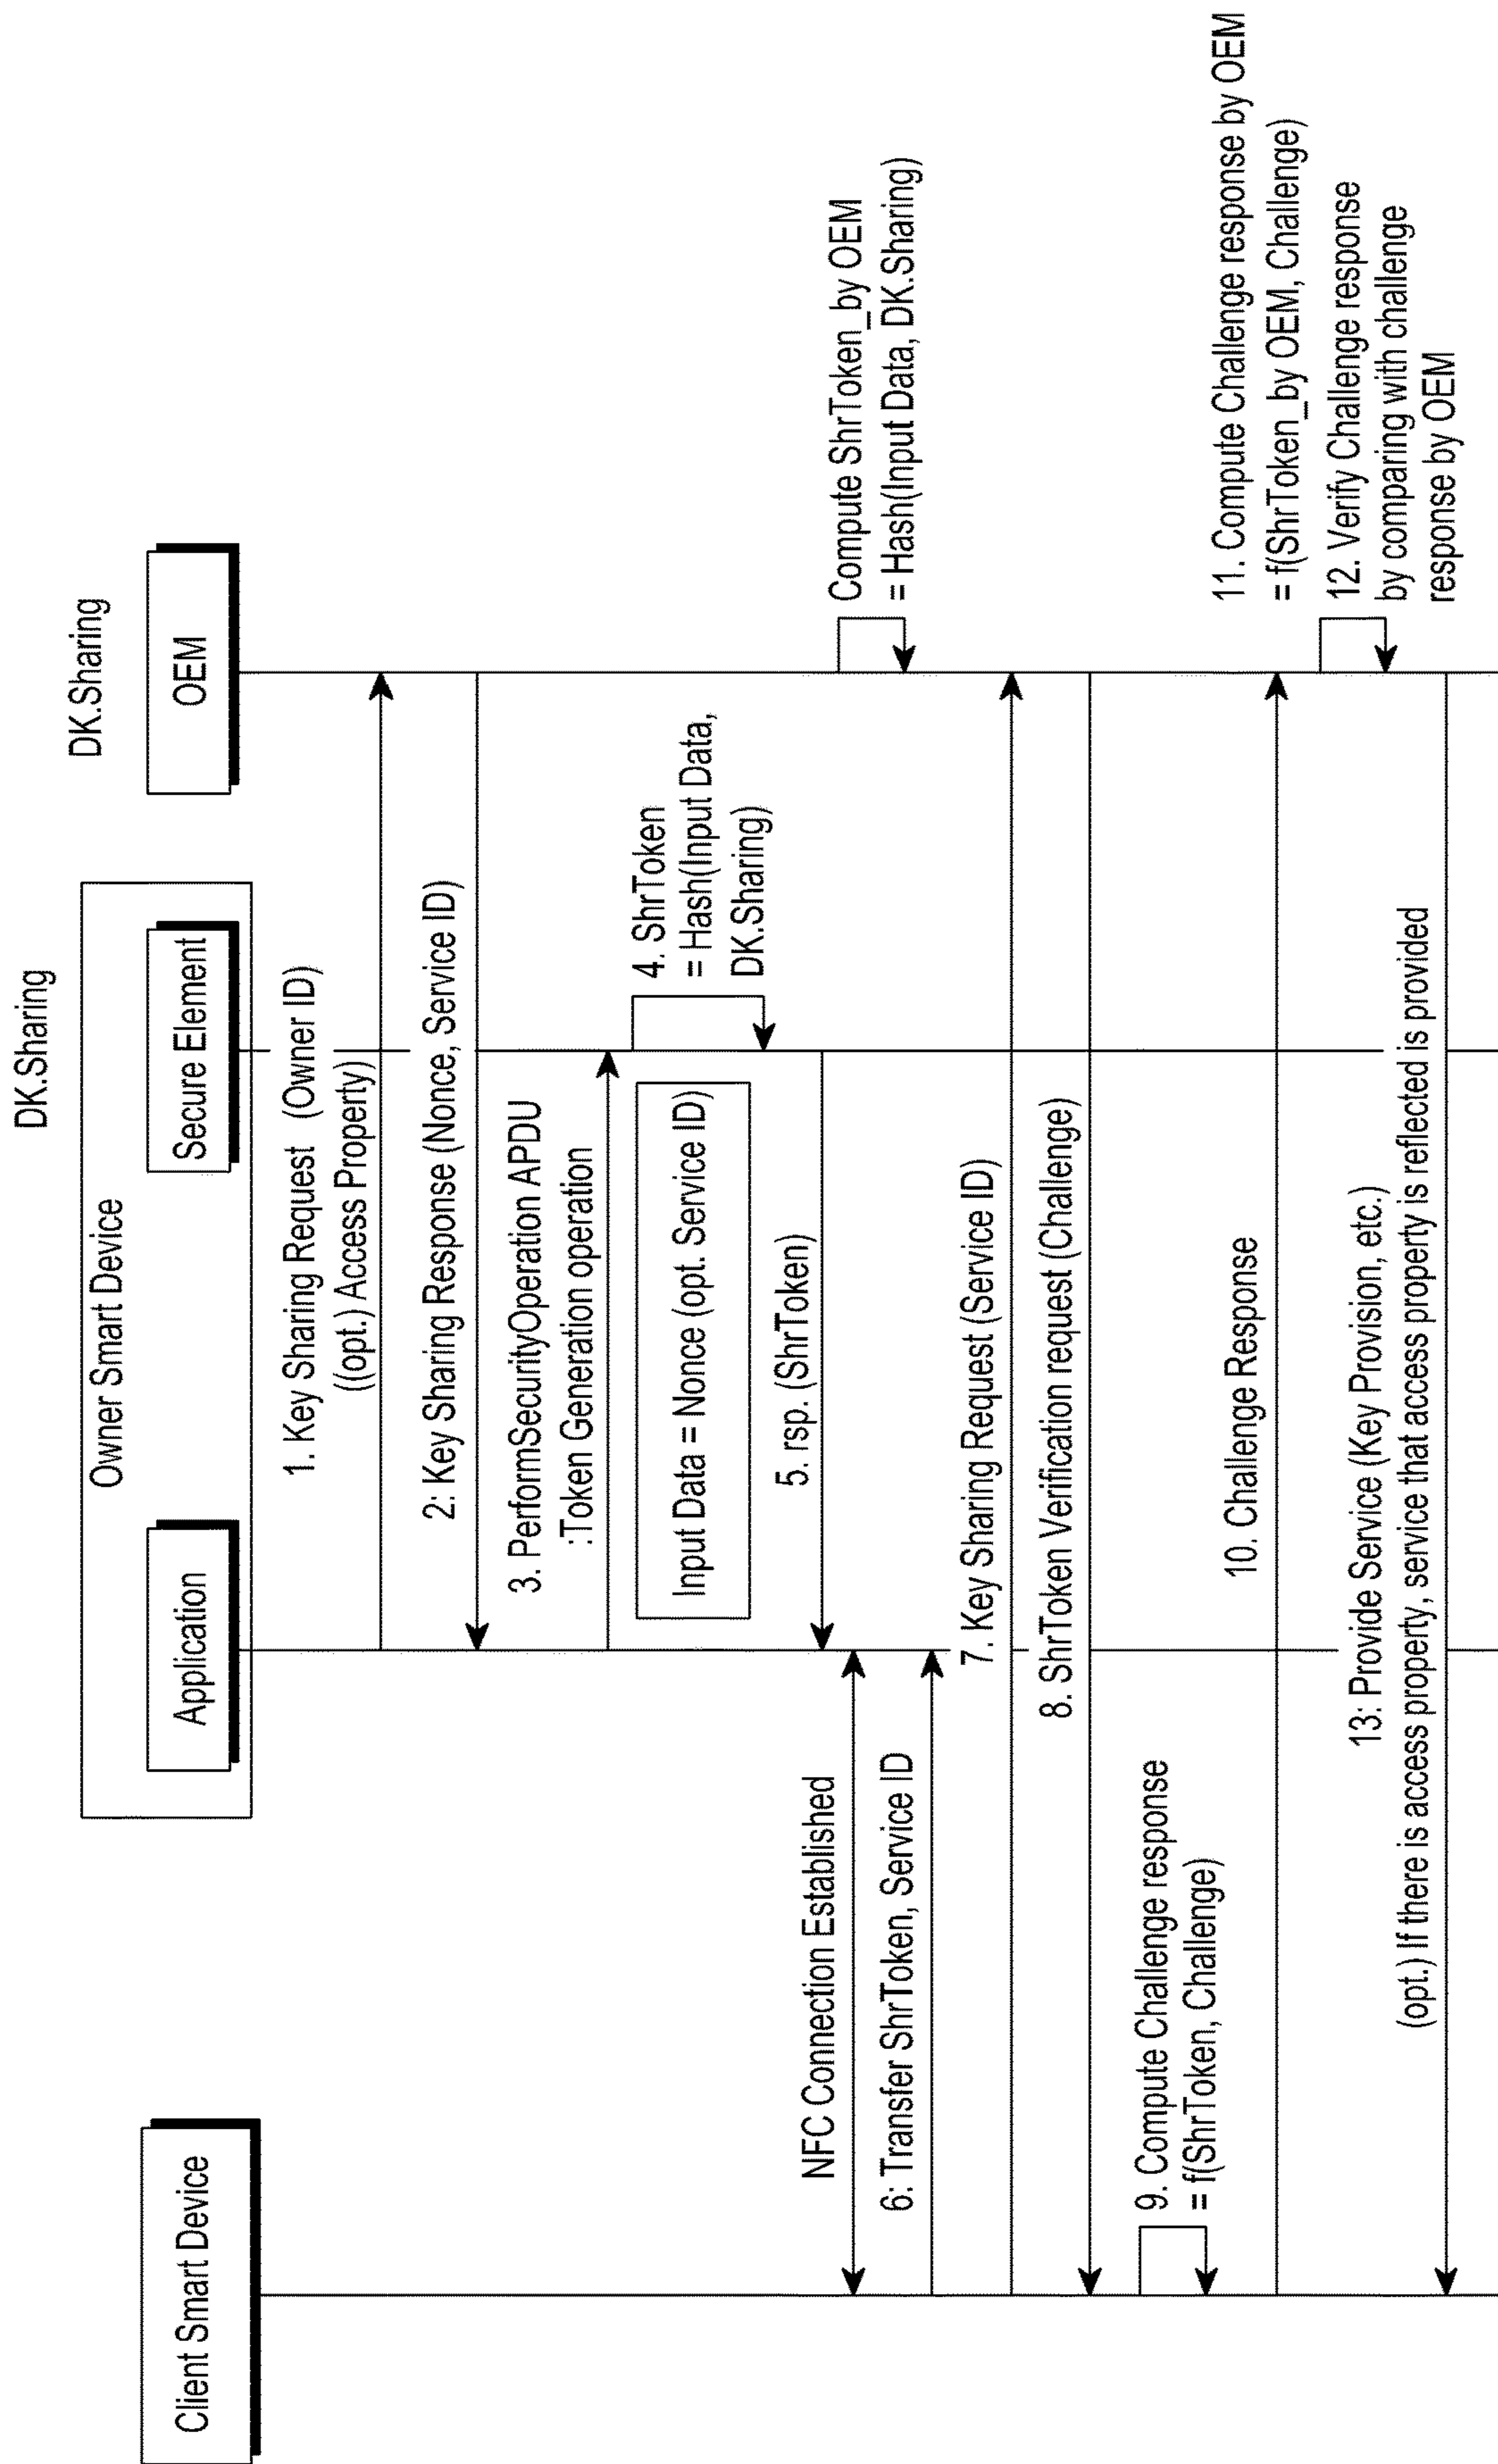 DK.Sharing
DK.Sharing
Owner Smart Device
Client Smart Device
Application
Secure Element
OEM
1. Key Sharing Request (Owner ID)
((opt.) Access Property)
2: Key Sharing Response (Nonce, Service ID)
3. PerformSecurityOperation APDU
:Token Generation operation
4. ShrToken
= Hash(Input Data,
DK.Sharing)
Input Data = Nonce (opt. Service ID)
5. rsp. (ShrToken)
NFC Connection Established
Compute ShrToken_by OEM
= Hash(Input Data, DK.Sharing)
6: Transfer ShrToken, Service ID
7. Key Sharing Request (Service ID)
8. ShrToken Verification request (Challenge)
9. Compute Challenge response
= f(ShrToken, Challenge)
10. Challenge Response
11. Compute Challenge response by OEM
= f(ShrToken_by OEM, Challenge)
12. Verify Challenge response
by comparing with challenge
response by OEM
13: Provide Service (Key Provision, etc.)
(opt.) If there is access property, service that access property is reflected is provided